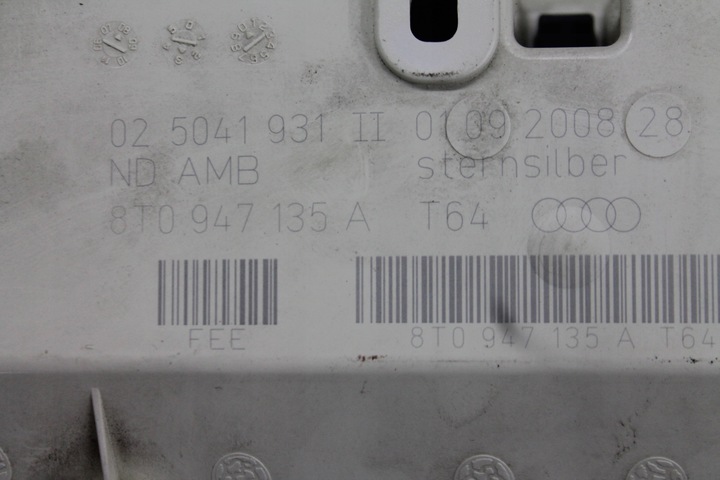 02 5041 931 II 01 09 2008 28
ND AMB sternsilber
8T0 947 135 A T64
FEE 8T0 947 135 A T64